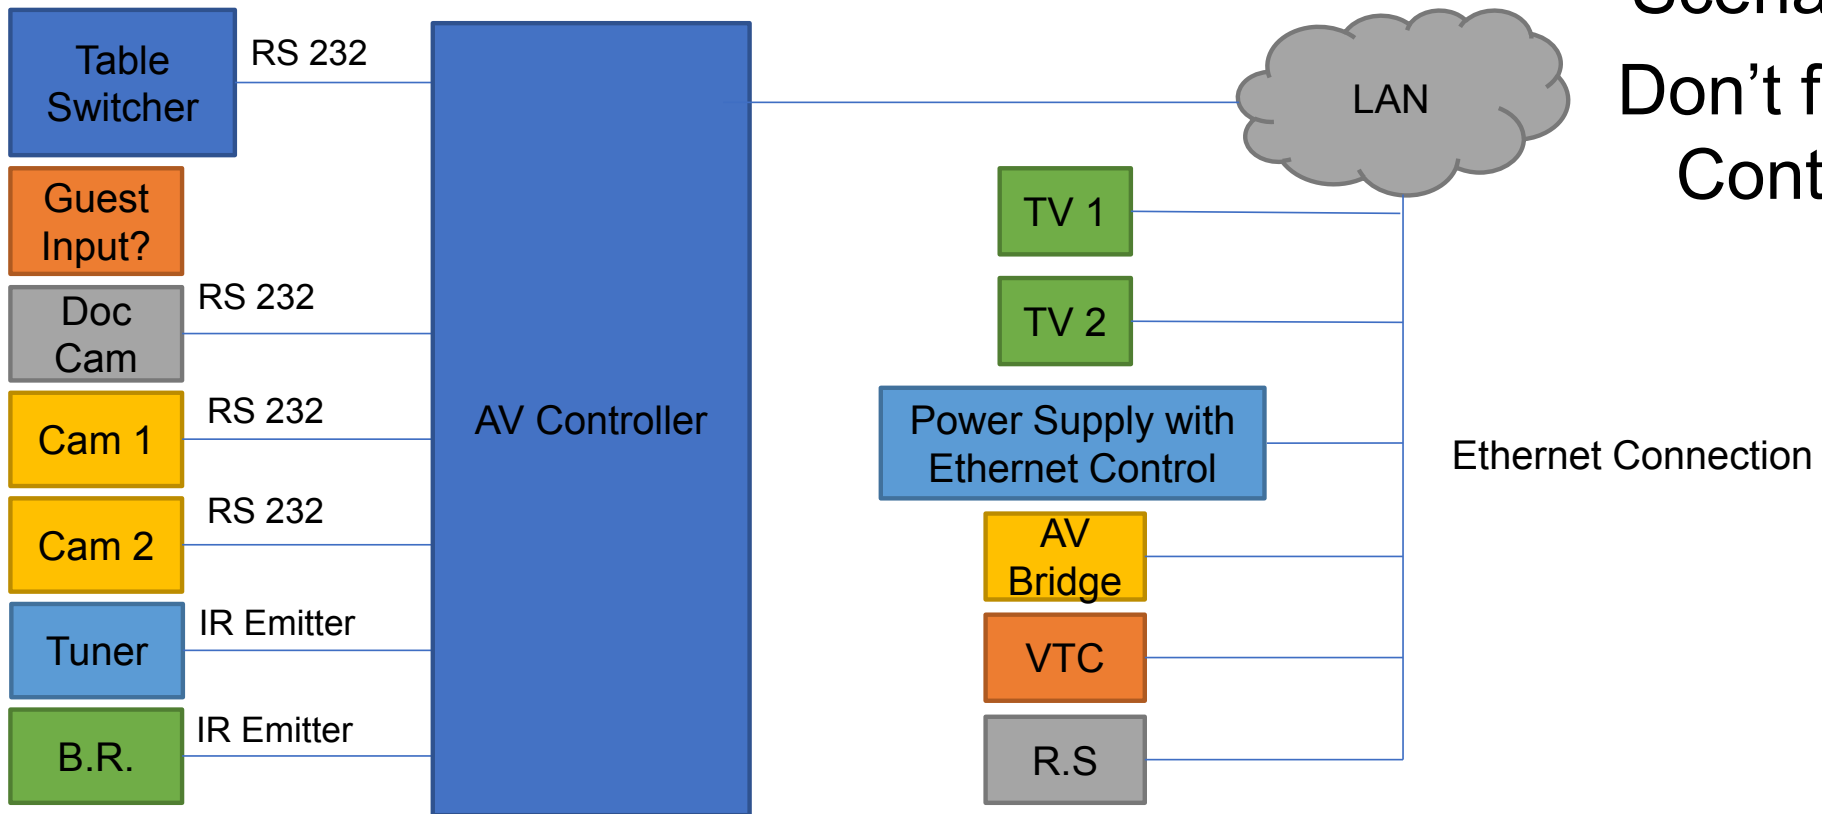 Table
Switcher
RS 232
Guest
Input?
Doc
Cam
RS 232
Cam 1
RS 232
Cam 2
RS 232
Tuner
IR Emitter
B.R.
IR Emitter
AV Controller
LAN
TV 1
TV 2
Power Supply with
Ethernet Control
AV
Bridge
VTC
R.S
Ethernet Connection
Don’t